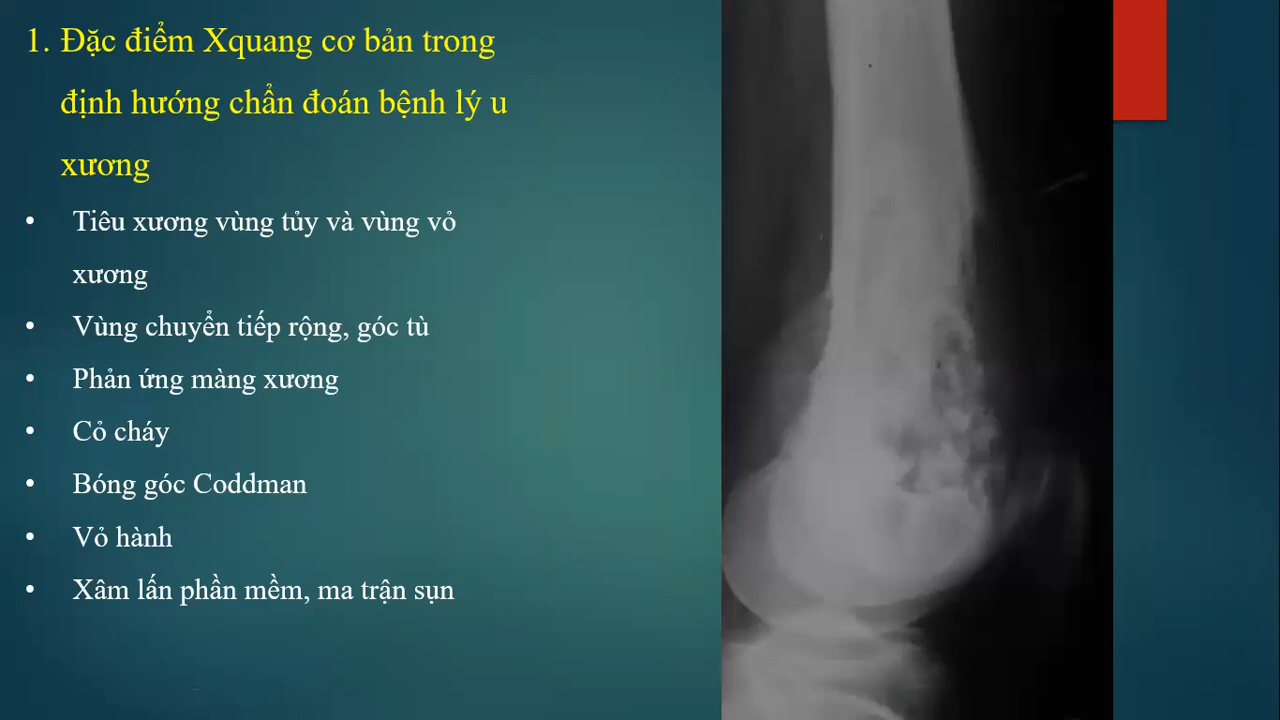 1. Đặc điểm Xquang cơ bản trong
định hướng chẩn đoán bệnh lý u
xương
• Tiêu xương vùng tủy và vùng vỏ
xương
• Vùng chuyển tiếp rộng, góc tù
• Phản ứng màng xương
• Cỏ cháy
• Bóng góc Coddman
• Vỏ hành
• Xâm lấn phần mềm, ma trận sụn